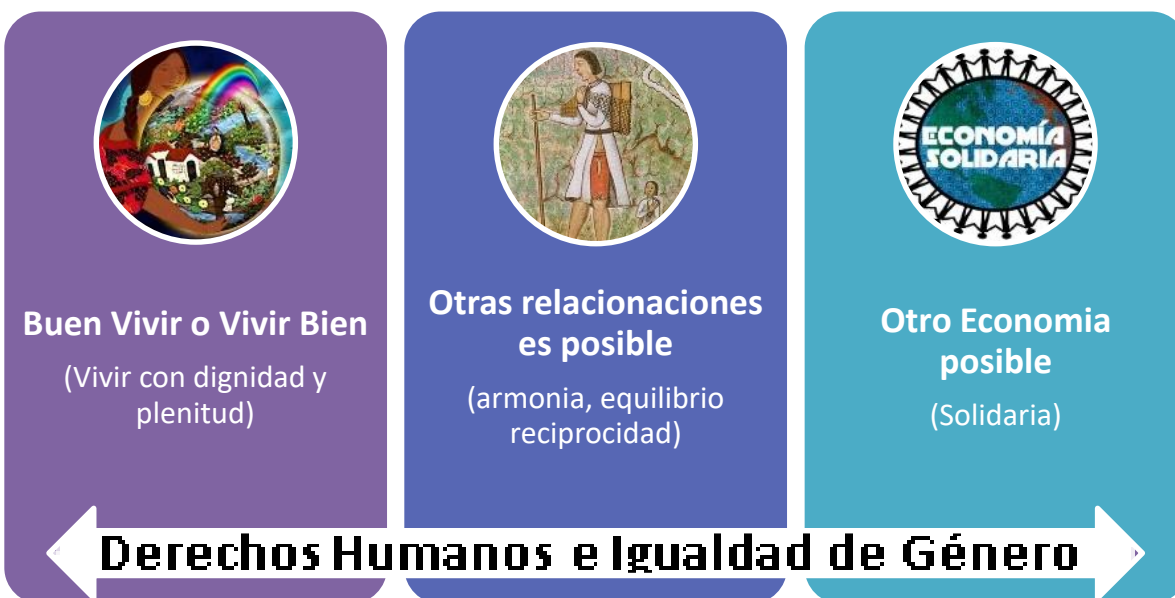 Buen Vivir o Vivir Bien
(Vivir con dignidad y
plenitud)
Otras relacionaciones
es posible
(armonia, equilibrio
reciprocidad)
ECONOMÍA
SOLIDARIA
Otro Economia
posible
(Solidaria)
Derechos Humanos e Igualdad de Género